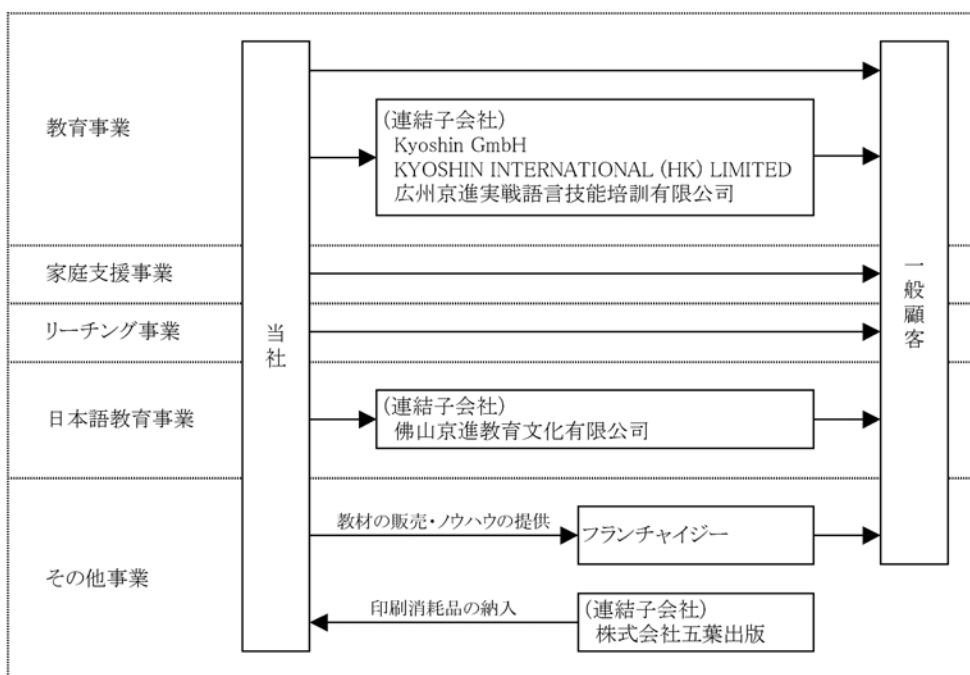 教育事業
(連結子会社)
Kyoshin GmbH
KYOSHIN INTERNATIONAL (HK) LIMITED
広州京進実戦語言技能培訓有限公司
家庭支援事業
リーチング事業
当社
一般顧客
日本語教育事業
(連結子会社)
佛山京進教育文化有限公司
その他事業
教材の販売・ノウハウの提供
フランチャイジー
印刷消耗品の納入
(連結子会社)
株式会社五葉出版